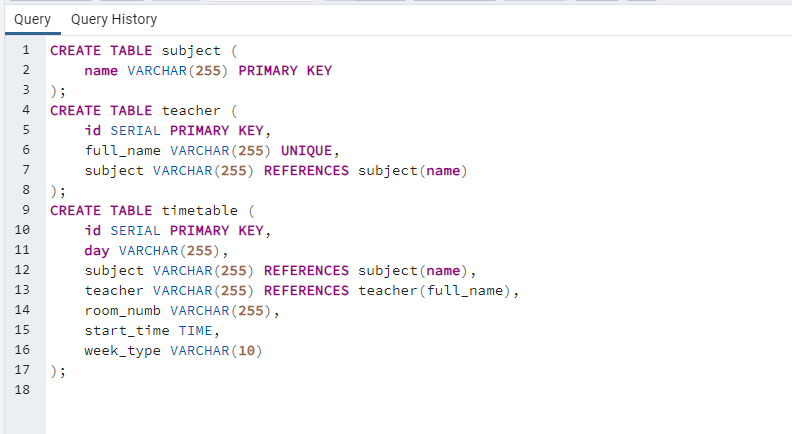 Query Query History
1 CREATE TABLE subject (
2 name VARCHAR(255) PRIMARY KEY
3 );
4 CREATE TABLE teacher (
5 id SERIAL PRIMARY KEY,
6 full_name VARCHAR(255) UNIQUE,
7 subject VARCHAR(255) REFERENCES subject(name)
8 );
9 CREATE TABLE timetable (
10 id SERIAL PRIMARY KEY,
11 day VARCHAR(255),
12 subject VARCHAR(255) REFERENCES subject(name),
13 teacher VARCHAR(255) REFERENCES teacher(full_name),
14 room_numb VARCHAR(255),
15 start_time TIME,
16 week_type VARCHAR(10)
17 );
18